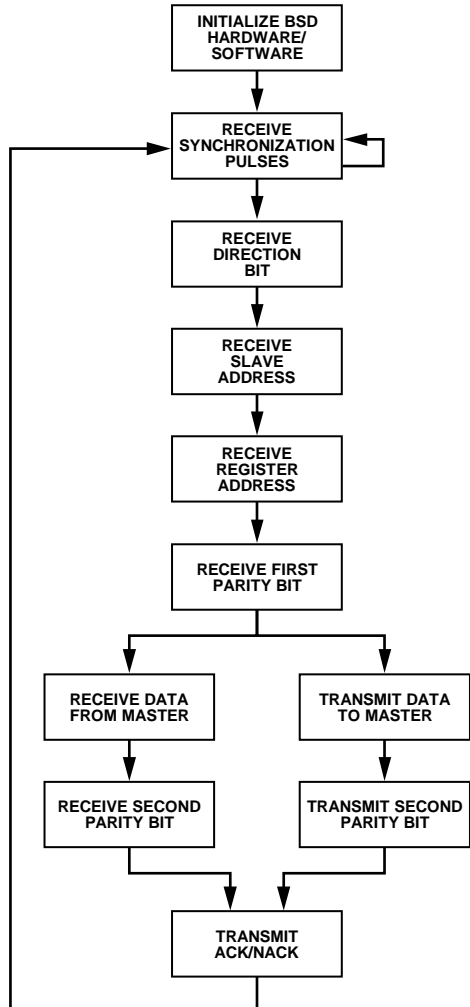 INITIALIZE BSD
HARDWARE/
SOFTWARE
RECEIVE
SYNCHRONIZATION
PULSES
RECEIVE
DIRECTION
BIT
RECEIVE
SLAVE
ADDRESS
RECEIVE
REGISTER
ADDRESS
RECEIVE FIRST
PARITY BIT
RECEIVE DATA
FROM MASTER
TRANSMIT DATA
TO MASTER
RECEIVE SECOND
PARITY BIT
TRANSMIT SECOND
PARITY BIT
TRANSMIT
ACK/NACK